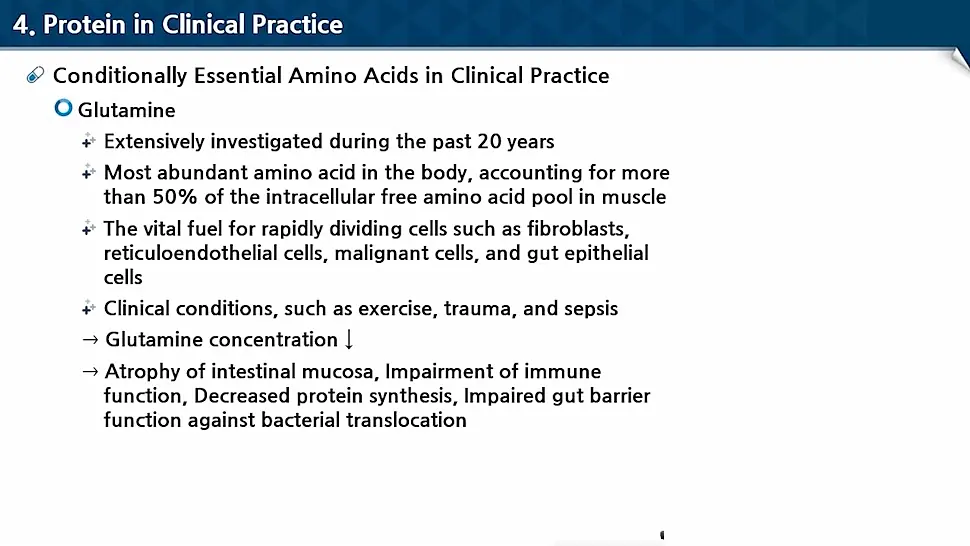 4. Protein in Clinical Practice
Conditionally Essential Amino Acids in Clinical Practice
Glutamine
Extensively investigated during the past 20 years
Most abundant amino acid in the body, accounting for more
than 50% of the intracellular free amino acid pool in muscle
The vital fuel for rapidly dividing cells such as fibroblasts,
reticuloendothelial cells, malignant cells, and gut epithelial
cells
Clinical conditions, such as exercise, trauma, and sepsis
→ Glutamine concentration ↓
→ Atrophy of intestinal mucosa, Impairment of immune
function, Decreased protein synthesis, Impaired gut barrier
function against bacterial translocation